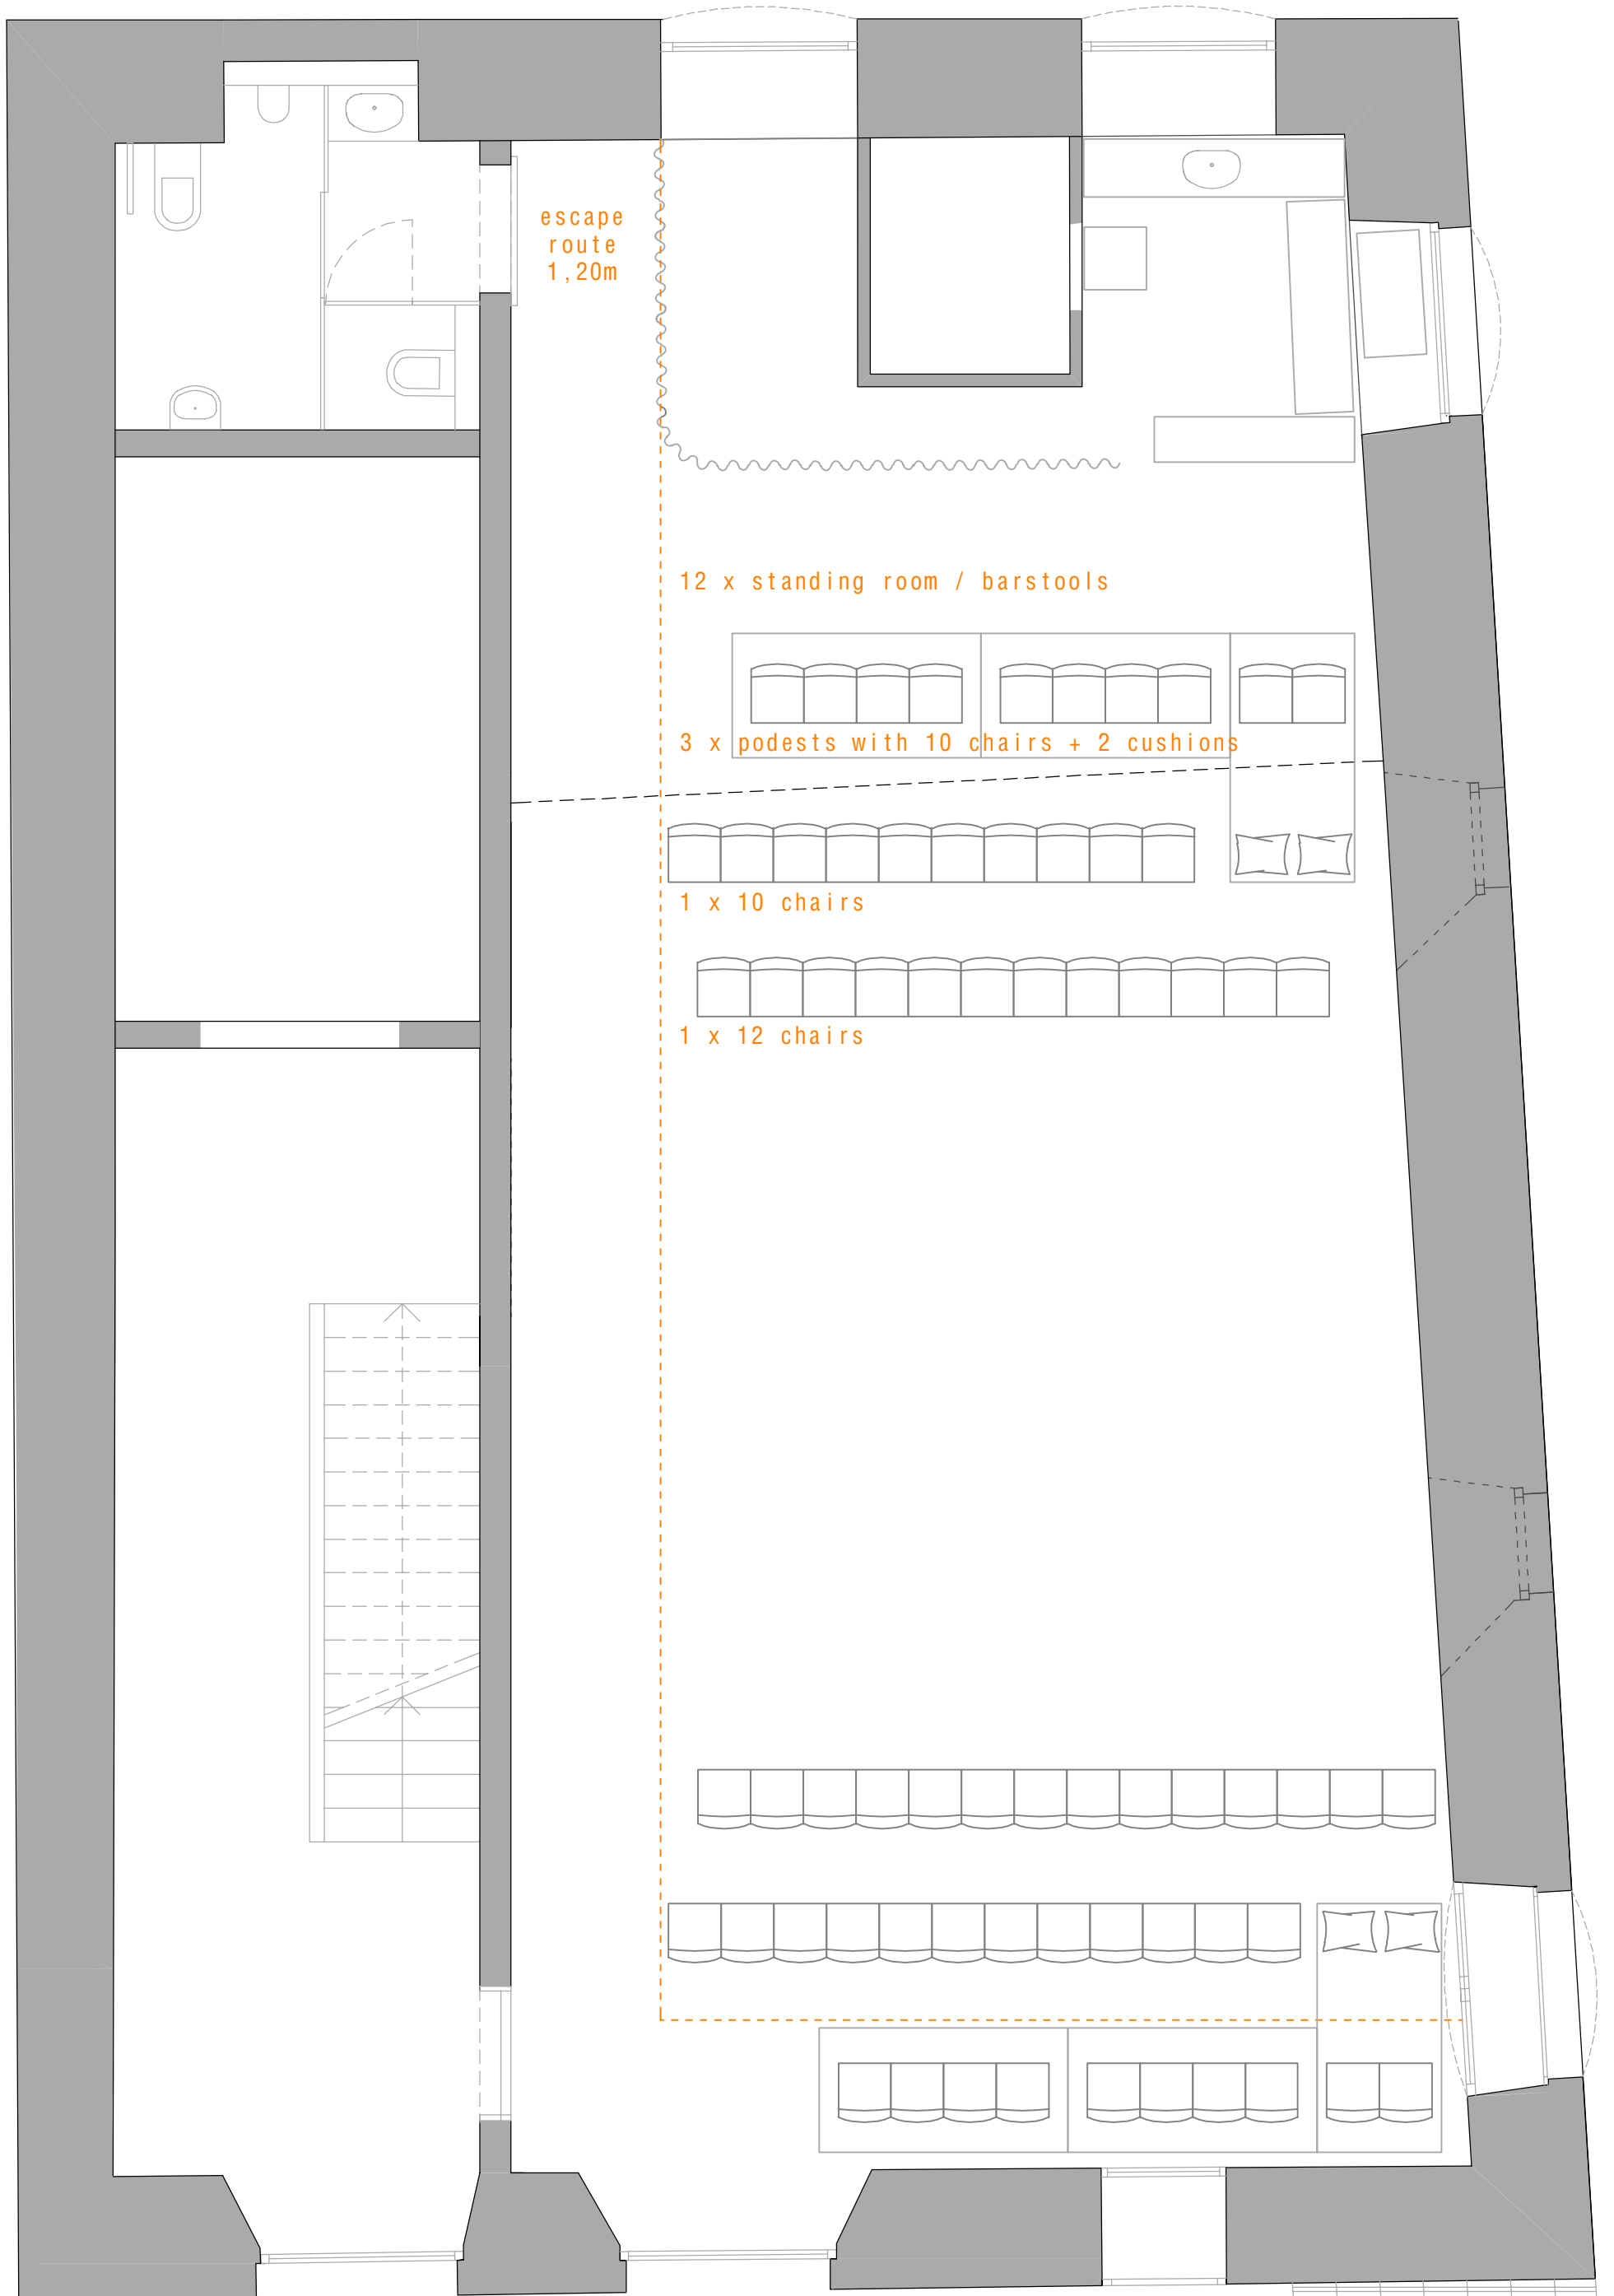 escape
route
1,20m
12 x standing room / barstools
3 x podests with 10 chairs + 2 cushions
1 x 10 chairs
1 x 12 chairs